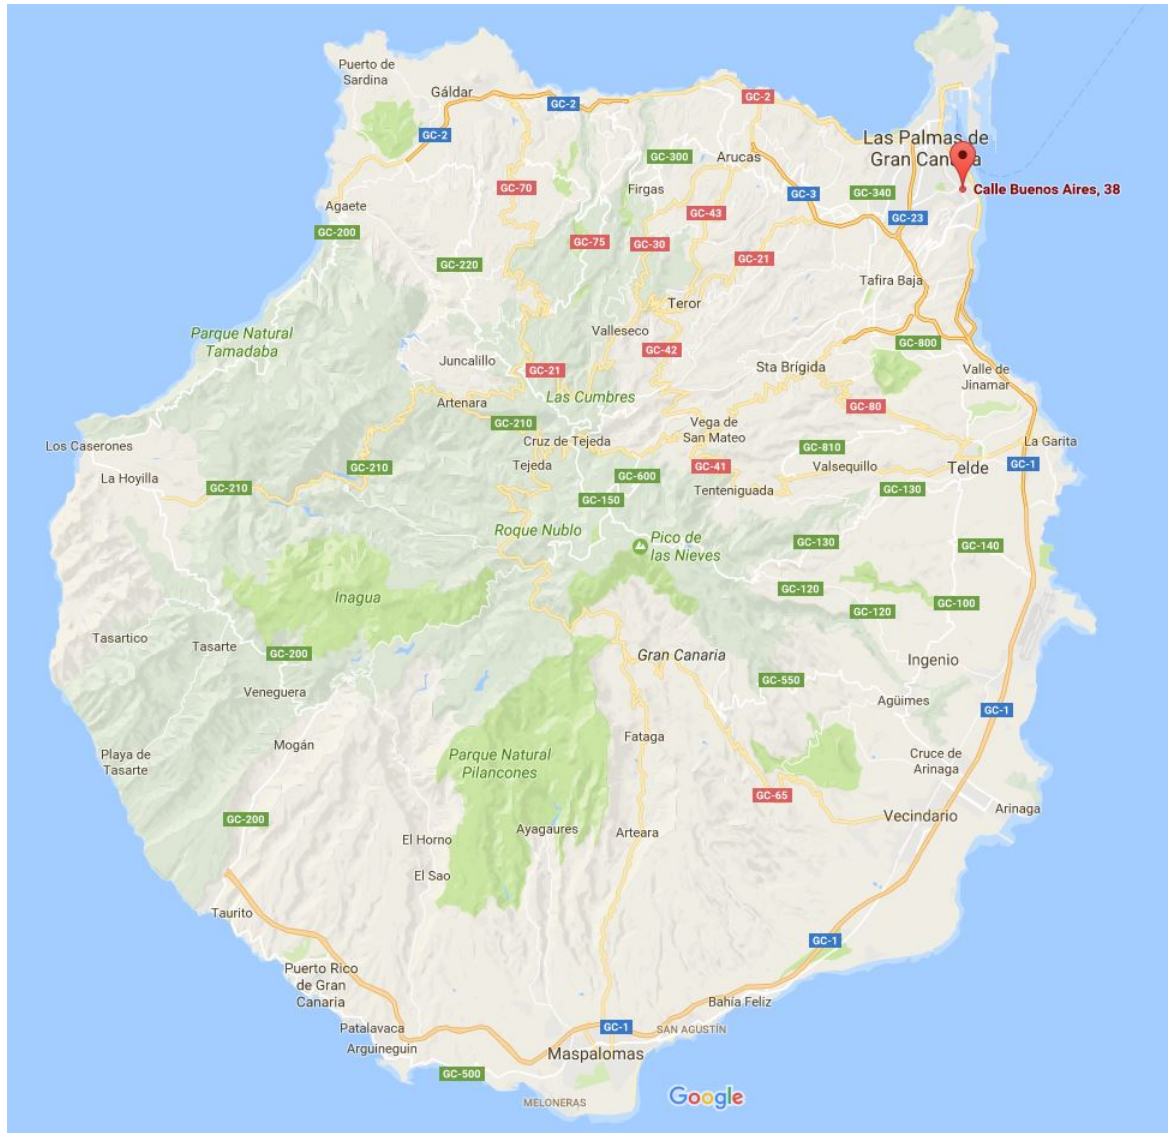 Puerto de
Sardina
Gáldar
GC-2
GC-2
GC-2
Las Palmas de
Gran Canaria
Calle Buenos Aires, 38
GC-2
GC-300
Arucas
Firgas
GC-70
GC-3
GC-340
GC-23
Agaete
GC-200
GC-43
GC-75
GC-30
GC-21
GC-220
Tafira Baja
Teror
Parque Natural
Tamadaba
Valleseco
GC-42
GC-800
Juncalillo
GC-21
Sta Brígida
Valle de
Jinamar
Artenara
Las Cumbres
GC-80
GC-210
Vega de
San Mateo
Los Caserones
Cruz de Tejeda
GC-810
La Garita
Tejeda
GC-210
GC-41
Valsequillo
Telde
GC-1
La Hoyilla
GC-210
GC-600
Tenteniguada
GC-130
GC-150
Roque Nublo
Pico de
las Nieves
GC-130
GC-140
Inagua
GC-120
GC-120
GC-100
Tasartico
Tasarte
GC-200
Gran Canaria
Ingenio
Veneguera
GC-550
Agüimes
GC-1
Mogán
Fataga
Playa de
Tasarte
Parque Natural
Pilancones
Cruce de
Arinaga
GC-65
Arinaga
GC-200
Vecindario
El Horno
Ayagaures
Arteara
El Sao
Taurito
GC-1
Puerto Rico
de Gran
Canaria
Bahía Feliz
Patalavaca
GC-1
SAN AGUSTÍN
Arguineguin
Maspalomas
GC-500
Google
MELONERAS